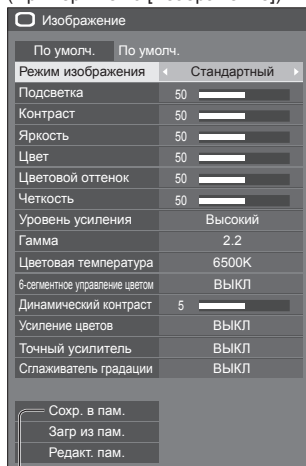 Изображение
По умолч. По умолч.
Режим изображения Стандартный
Подсветка 50
Контраст 50
Яркость 50
Цвет 50
Цветовой оттенок 50
Четкость 50
Уровень усиления Высокий
Гамма 2.2
Цветовая температура 6500K
6-сегментное управление цветом ВЫКЛ
Динамический контраст 5
Усиление цветов ВЫКЛ
Точный усилитель ВЫКЛ
Сглаживатель градации ВЫКЛ
Сохр. в пам.
Загр из пам.
Редакт. пам.